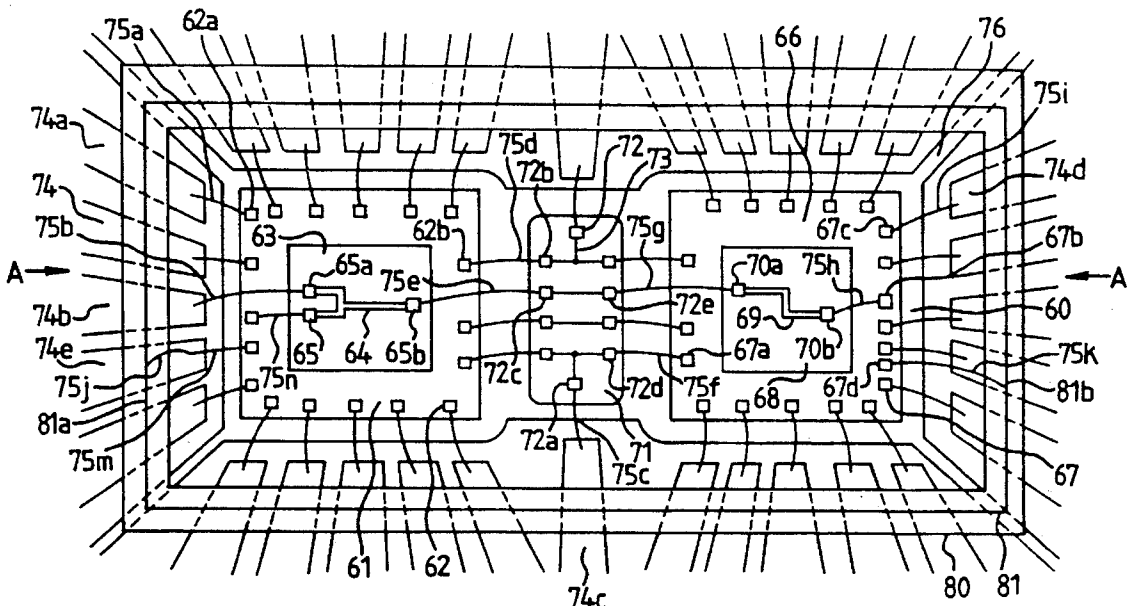 75a 62a 66 76
75i
74a 75d 72b 72 73 74d
74 63 62b 75g 67c 67b
75b 65a 75e 70a 75h
A A
74b 72e 60
74e 65 64 65b 69 70b 75K
75j 75n 72c 67a 68 67d 81b
81a 72d 75f
75m 72a 71 67
75c
61 62 74c 80 81